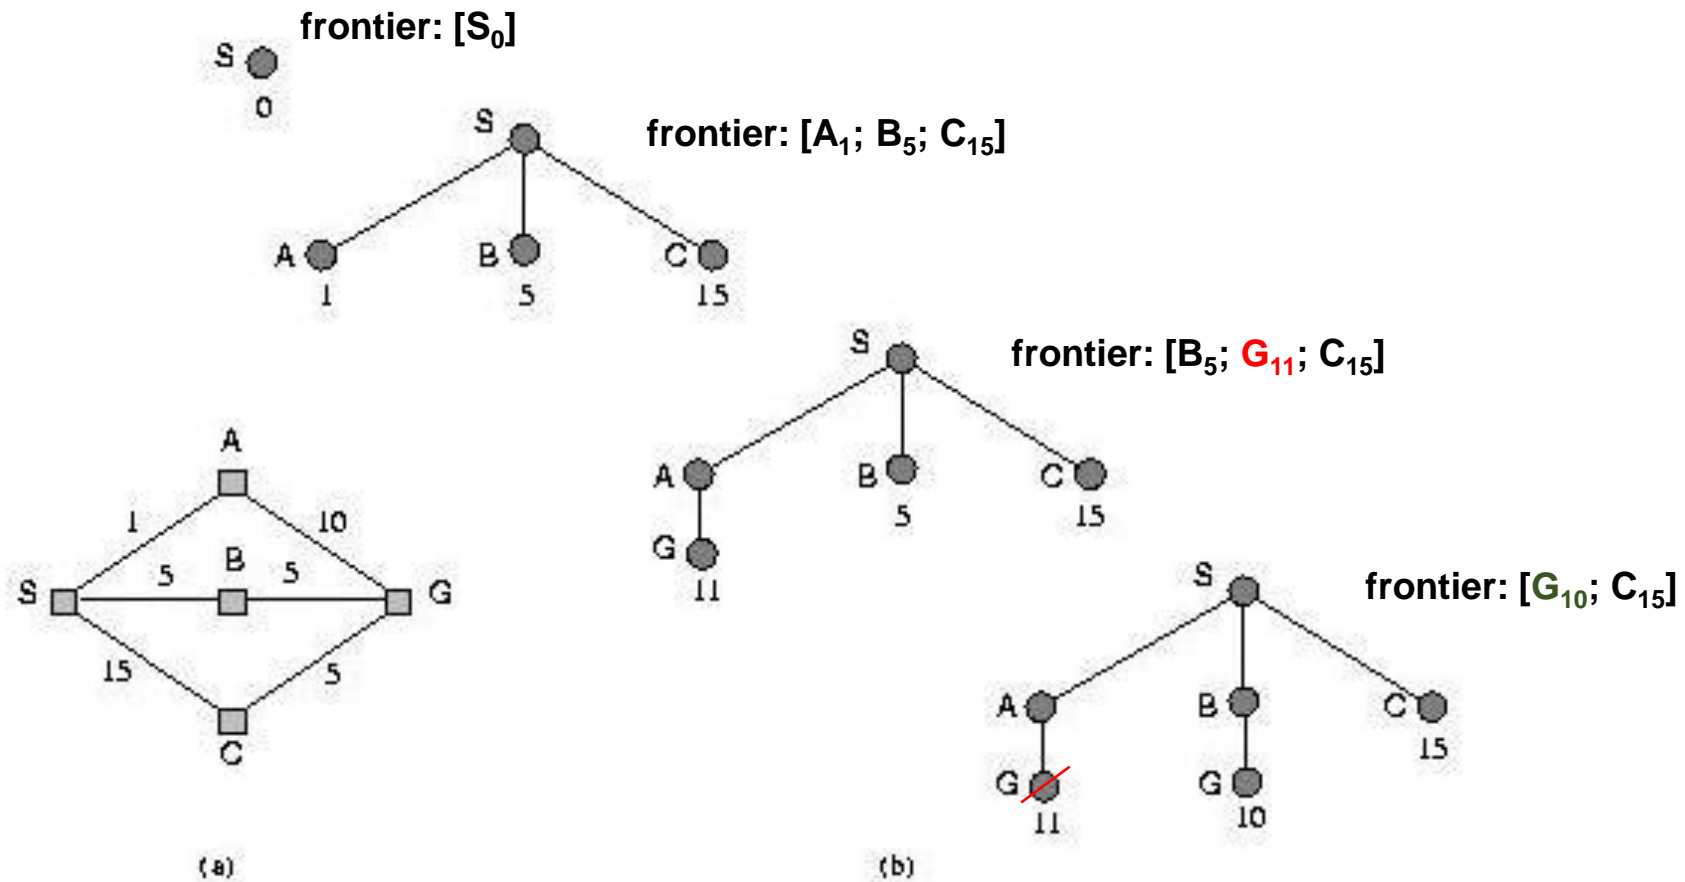 frontier: [S0]
S
0
S
frontier: [A1; B5; C15]
A
B
C
1
5
15
S
frontier: [B5; G11; C15]
A
B
C
5
15
G
11
A
1
10
B
5
5
S
G
15
5
C
S
frontier: [G10; C15]
A
B
C
15
G
G
11
10
(a)
(b)